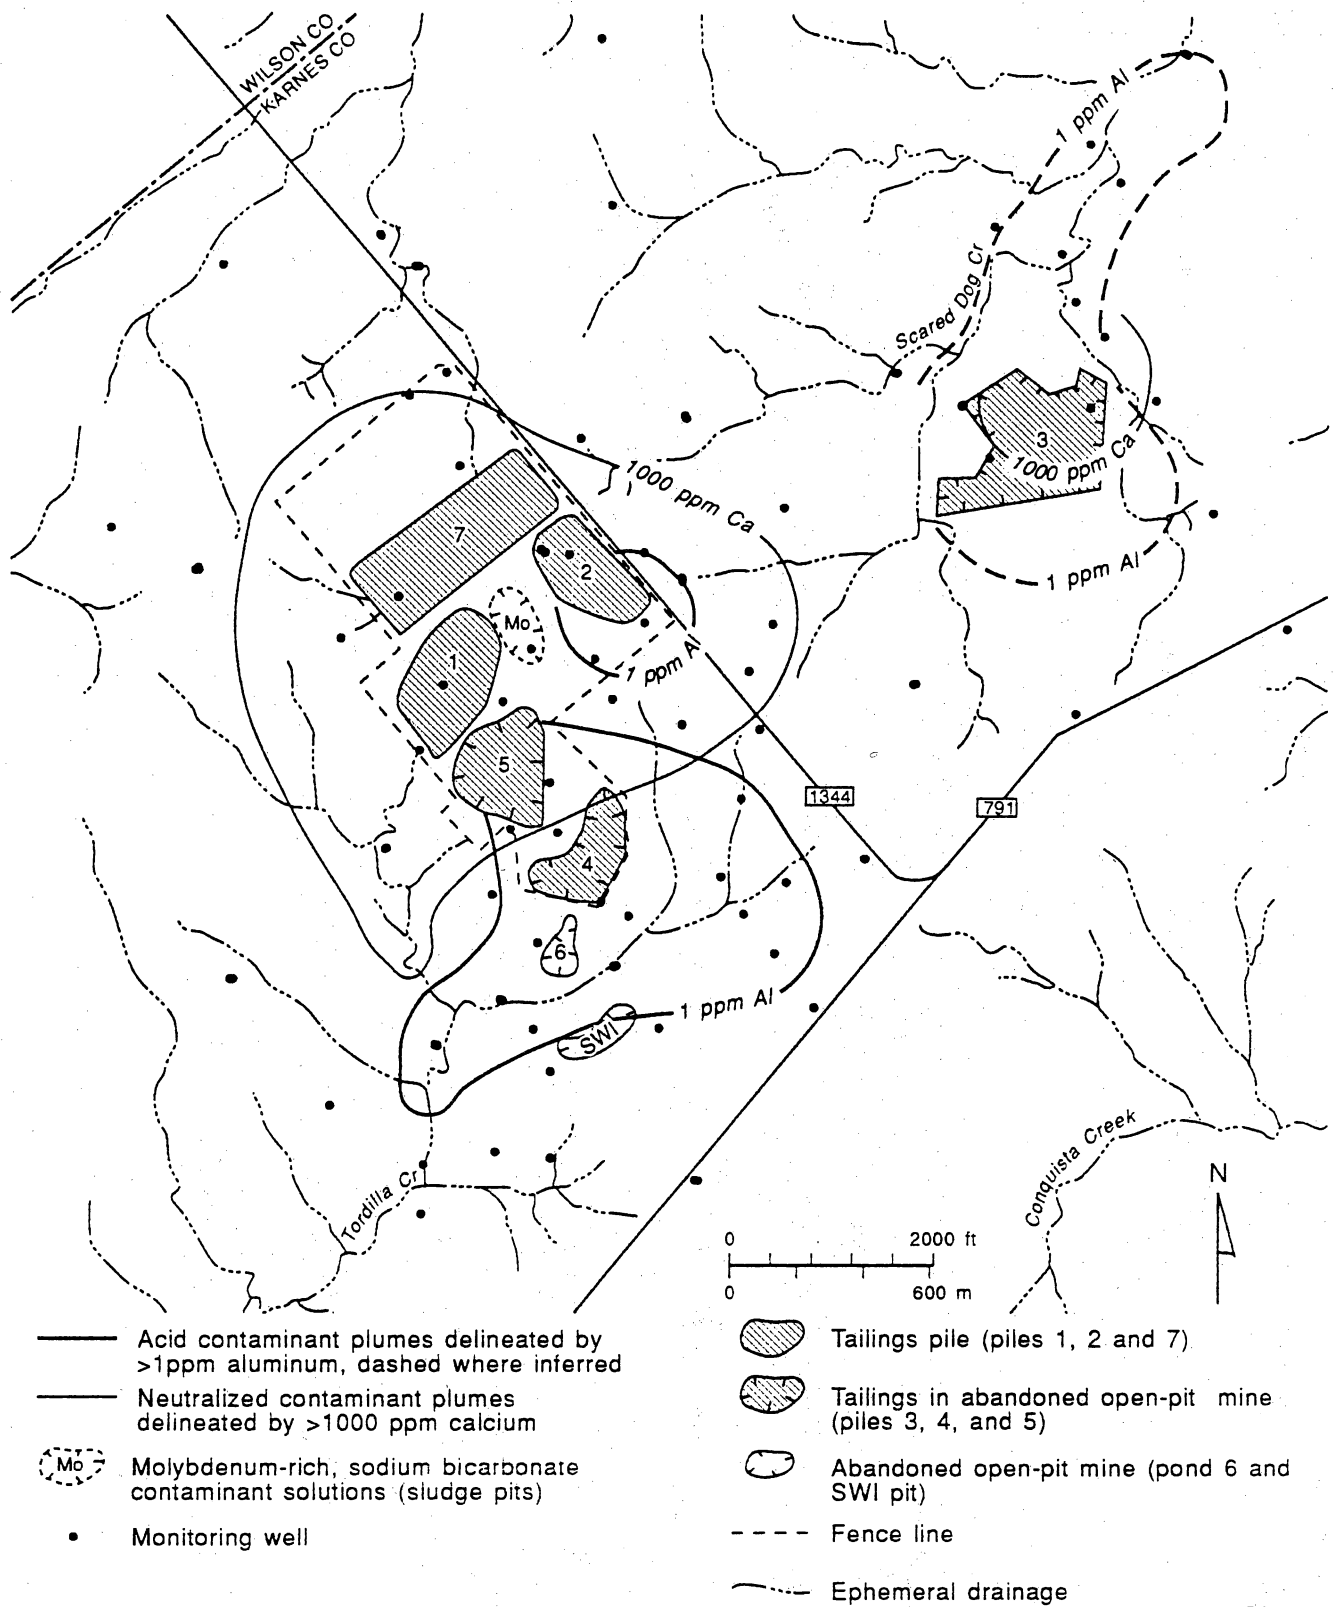 WILSON CO
KARNES CO
1 ppm Al
Scared Dog Cr
3
1000 ppm Ca
1000 ppm Ca
7
2
Mo
1 ppm Al
1
1 ppm Al
5
4
1344
791
6
1 ppm Al
SWI
Conquista Creek
Tordilla Cr
N
0 2000 ft
0 600 m
Acid contaminant plumes delineated by
>1ppm aluminum, dashed where inferred
Neutralized contaminant plumes
delineated by >1000 ppm calcium
Mo
Molybdenum-rich, sodium bicarbonate
contaminant solutions (sludge pits)
Monitoring well
Tailings pile (piles 1, 2 and 7)
Tailings in abandoned open-pit mine
(piles 3, 4, and 5)
Abandoned open-pit mine (pond 6 and
SWI pit)
Fence line
Ephemeral drainage